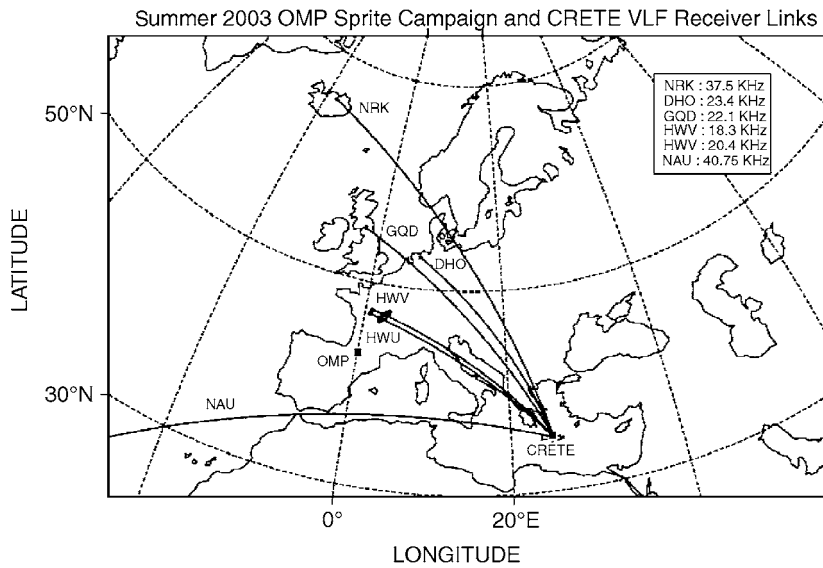 Summer 2003 OMP Sprite Campaign and CRETE VLF Receiver Links
NRK : 37.5 KHz
DHO : 23.4 KHz
GQD : 22.1 KHz
HWV : 18.3 KHz
HWV : 20.4 KHz
NAU : 40.75 KHz
50°N
NRK
GQD
DHO
LATITUDE
HWV
HWU
OMP
30°N
NAU
CRETE
0°
20°E
LONGITUDE